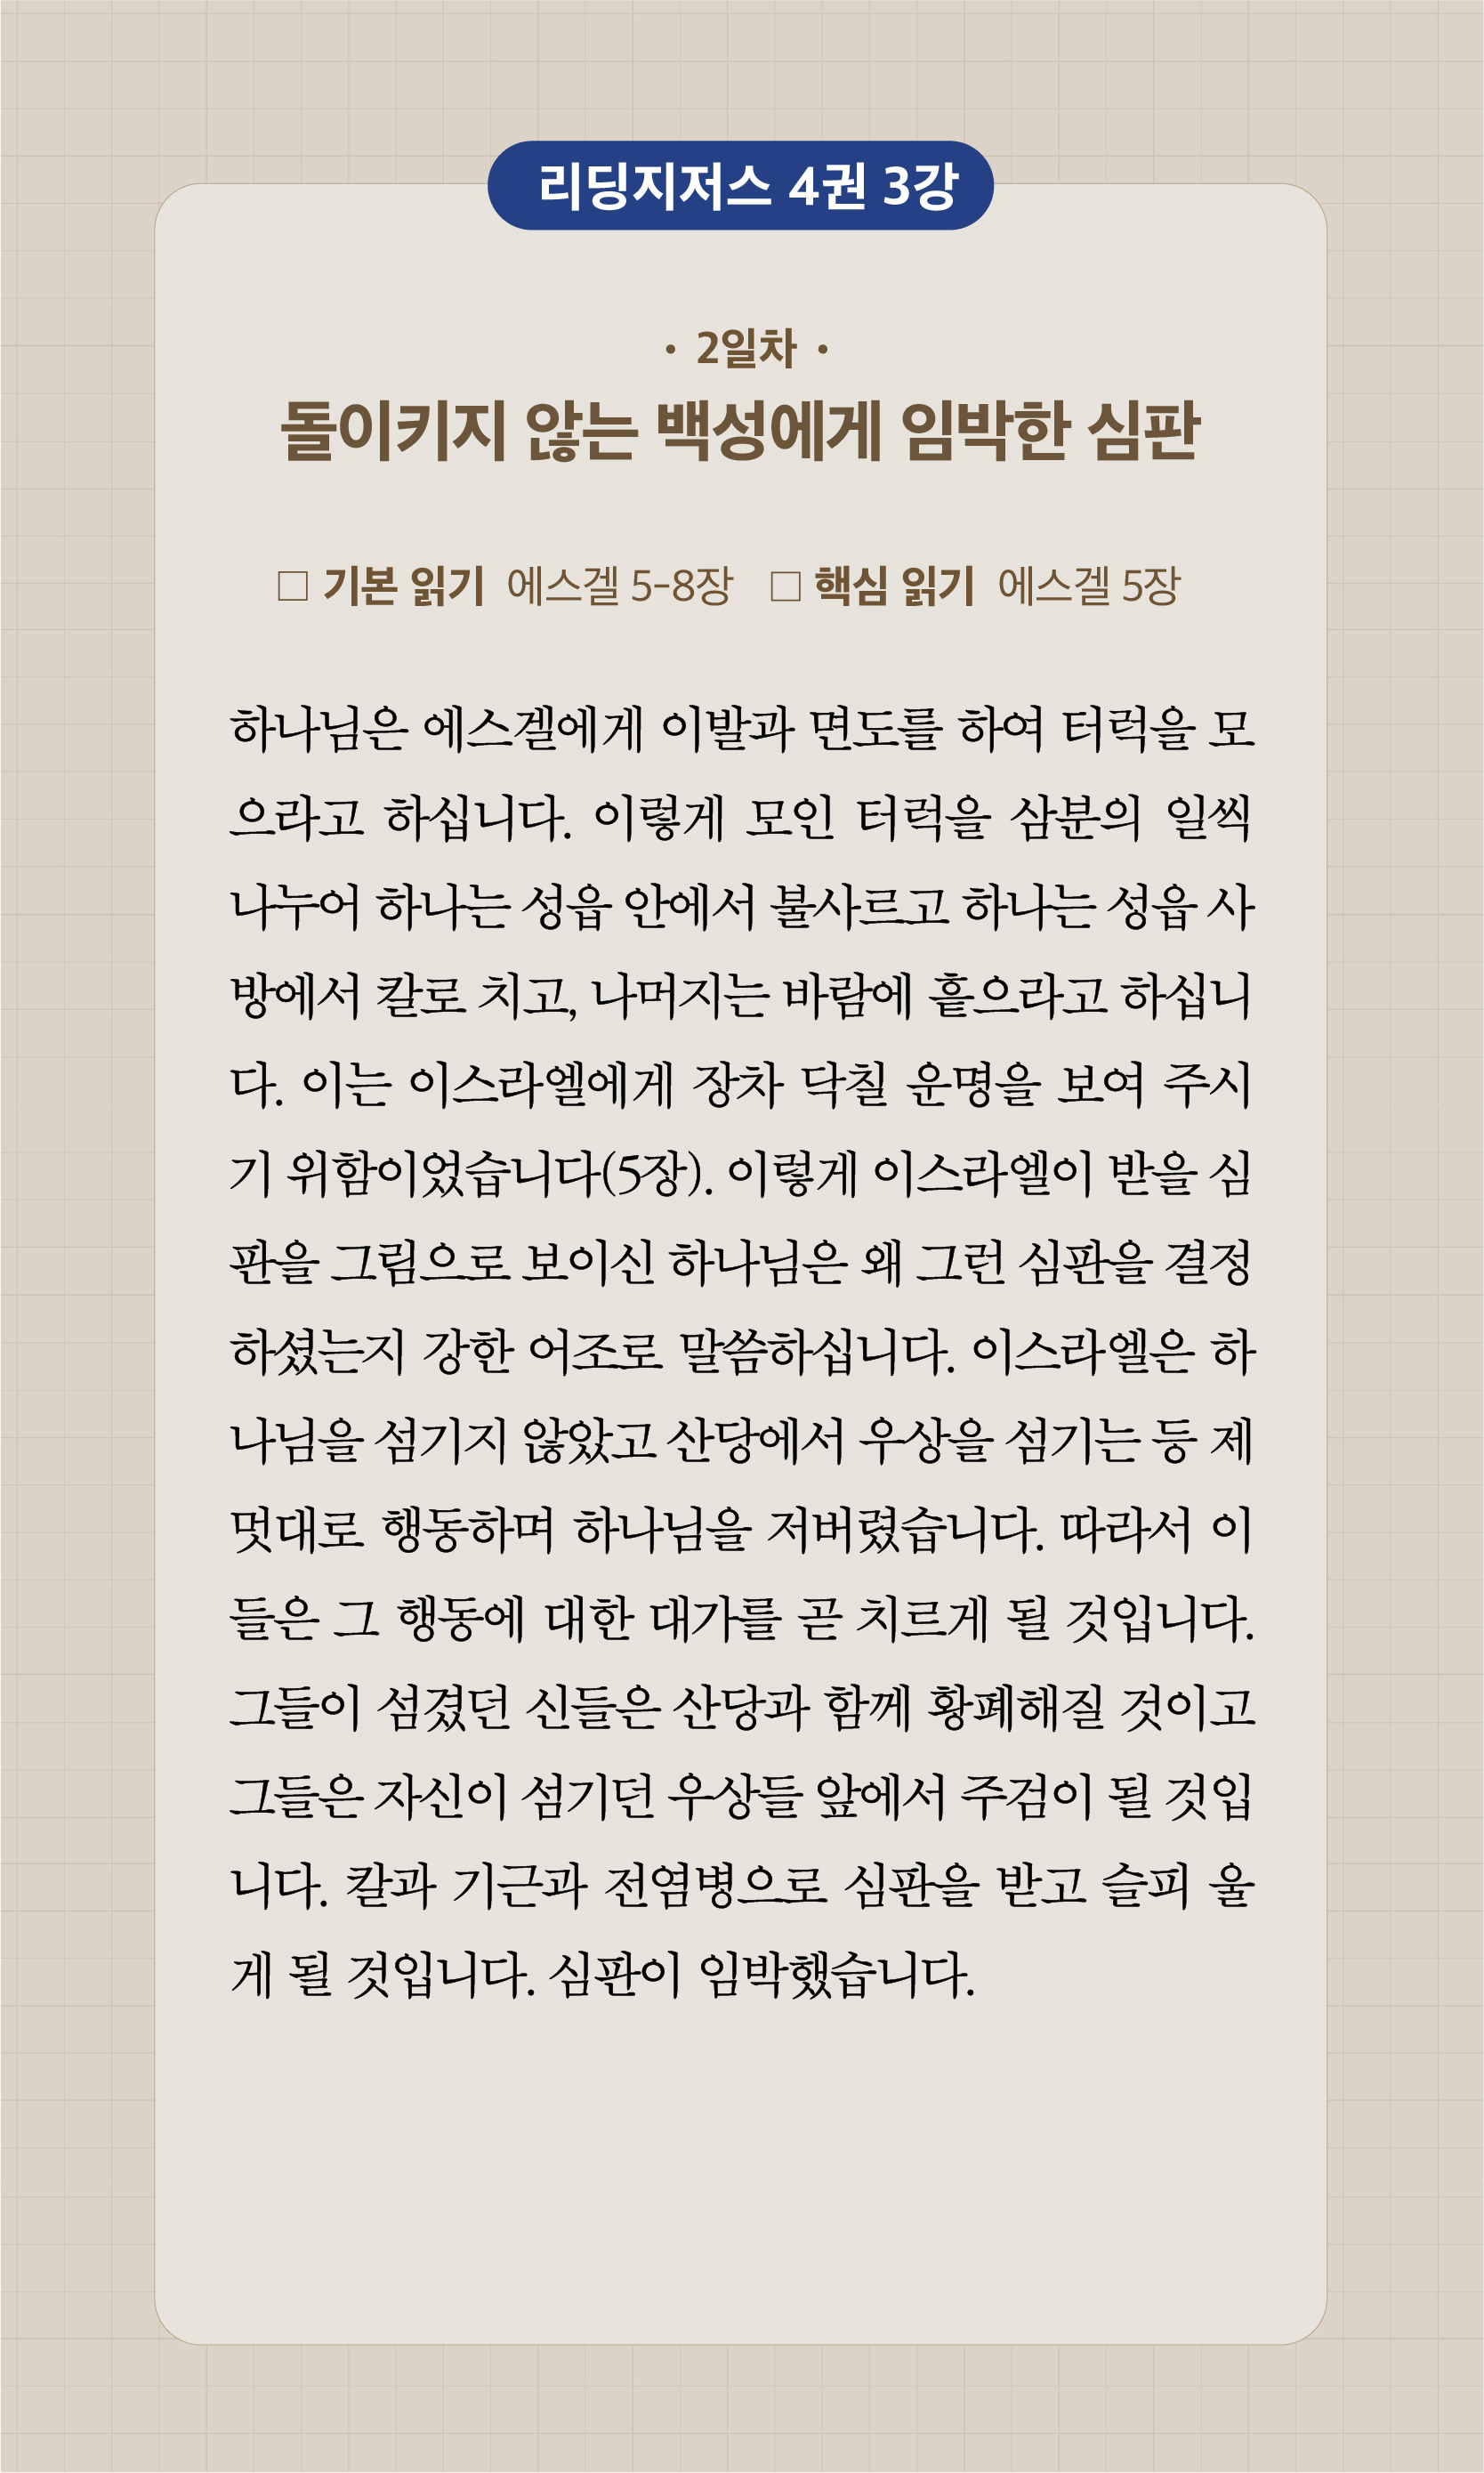 리딩지저스 4권 3강
· 2일차 ·
돌이키지 않는 백성에게 임박한 심판
□ 기본 읽기 에스겔 5-8장 □ 핵심 읽기 에스겔 5장
하나님은 에스겔에게 이발과 면도를 하여 터럭을 모
으라고 하십니다. 이렇게 모인 터럭을 삼분의 일씩
나누어 하나는 성읍 안에서 불사르고 하나는 성읍 사
방에서 칼로 치고, 나머지는 바람에 흩으라고 하십니
다. 이는 이스라엘에게 장차 닥칠 운명을 보여 주시
기 위함이었습니다(5장). 이렇게 이스라엘이 받을 심
판을 그림으로 보이신 하나님은 왜 그런 심판을 결정
하셨는지 강한 어조로 말씀하십니다. 이스라엘은 하
나님을 섬기지 않았고 산당에서 우상을 섬기는 등 제
멋대로 행동하며 하나님을 저버렸습니다. 따라서 이
들은 그 행동에 대한 대가를 곧 치르게 될 것입니다.
그들이 섬겼던 신들은 산당과 함께 황폐해질 것이고
그들은 자신이 섬기던 우상들 앞에서 주검이 될 것입
니다. 칼과 기근과 전염병으로 심판을 받고 슬피 울
게 될 것입니다. 심판이 임박했습니다.